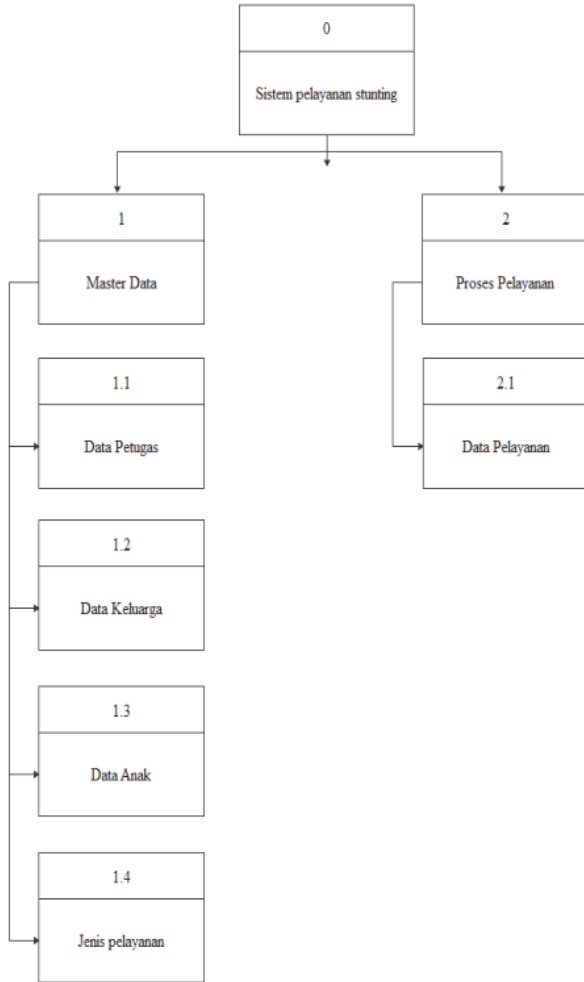 0
Sistem pelayanan stunting
1
Master Data
2
Proses Pelayanan
1.1
Data Petugas
2.1
Data Pelayanan
1.2
Data Keluarga
1.3
Data Anak
1.4
Jenis pelayanan